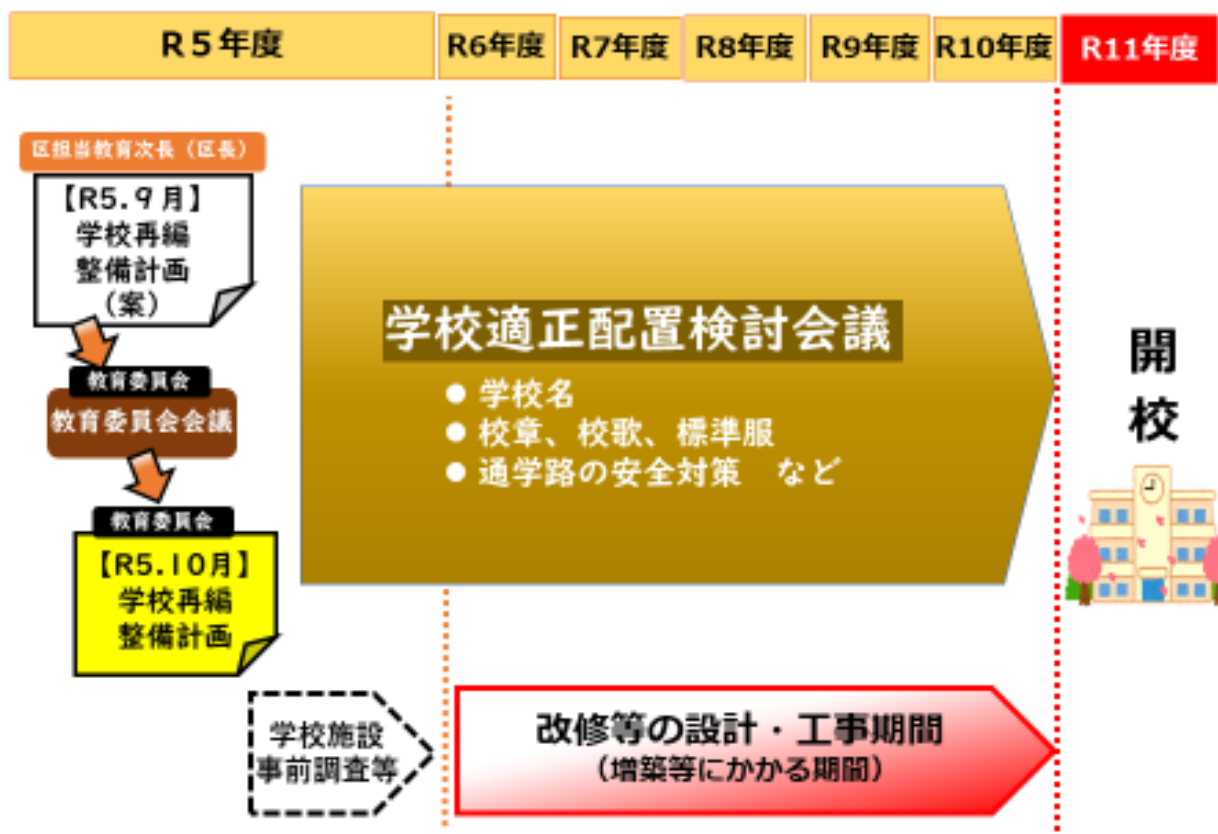 R5年度
R6年度
R7年度
R8年度
R9年度
R10年度
R11年度
区担当教育次長（区長）
【R5.9月】
学校再編
整備計画
（案）
教育委員会
教育委員会会議
教育委員会
【R5.10月】
学校再編
整備計画
学校適正配置検討会議
● 学校名
● 校章、校歌、標準服
● 通学路の安全対策　など
開
校
学校施設
事前調査等
改修等の設計・工事期間
（増築等にかかる期間）